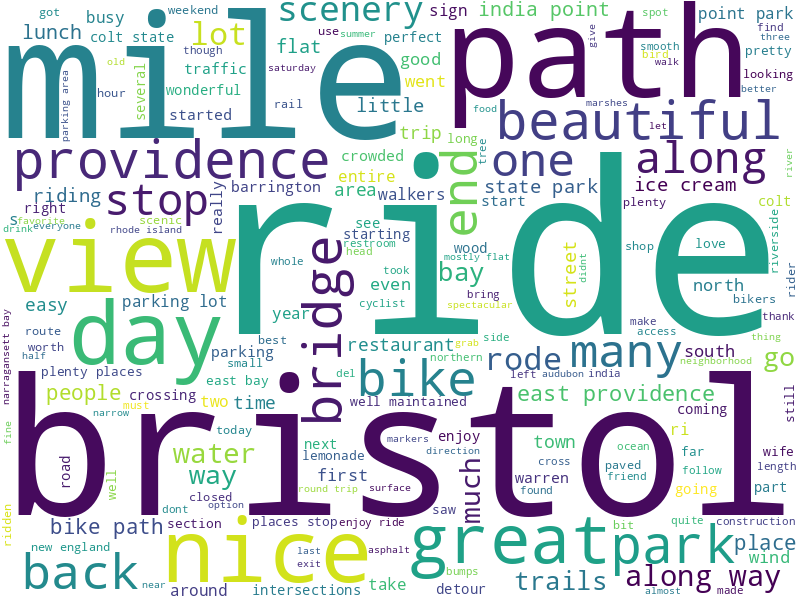 got
weekend
scenery
sign
india point
spot
busy
lunch
colt state
lot
use
summer
perfect
mile
path
give
point park
find
three
though
flat
traffic
smooth
bird
walk
pretty
old
saturday
good
looking
better
parking area
hour
several
wonderful
went
little
started
rail
food
marshes
beautiful
let
trip
long
tree
providence
crowded
end
one
along
river
riding
stop
barrington
entire
area
walkers
state park
ice cream
start
plenty
colt
right
really
s
favorite
drink
everyone
scenic
rhode island
see
starting
restroom
head
wood
mostly flat
view
ride
bridge
street
didnt
shop
love
riverside
whole
took
even
bay
cyclist
bring
spectacular
north
bikers
rider
easy
parking lot
day
year
make
access
thank
narragansett bay
route
worth
half
best
parking
small
restaurant
grab
side
northern
rode
many
south
neighborhood
thing
go
plenty places
east bay
del
bike
left
audubon
india
people
crossing
two
time
well maintained
east providence
coming
still
must
narrow
bristol
today
next
markers
enjoy
ri
fine
road
water
lemonade
direction
town
ocean
far
wife
well
way
first
cross
paved
follow
length
closed
option
round trip
surface
much
warren
friend
going
part
dont
found
saw
ridden
bike path
section
places stop
enjoy ride
bit
quite
construction
new england
nice
great
park
place
last
exit
asphalt
wind
back
near
around
intersections
take
bumps
detour
trails
along way
almost
made